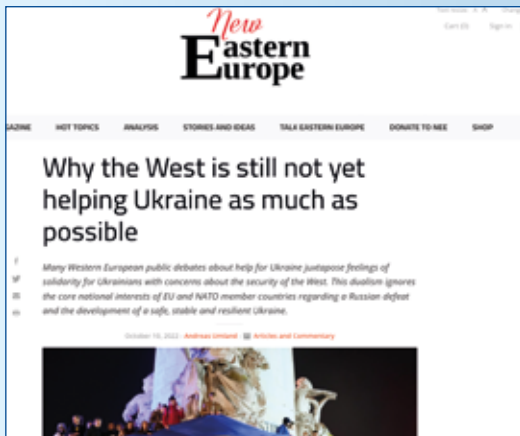 New
Eastern
Europe
Cart (0) Sign in
HOT TOPICS ANALYSIS STORIES AND IDEAS TALK EASTERN EUROPE DONATE TO NEE SHOP
Why the West is still not yet
helping Ukraine as much as
possible
Many Western European public debates about help for Ukraine juxtapose feelings of
solidarity for Ukrainians with concerns about the security of the West. This dualism ignores
the core national interests of EU and NATO member countries regarding a Russian defeat
and the development of a safe, stable and resilient Ukraine.
2022 - Andreas Umland Articles and Commentary